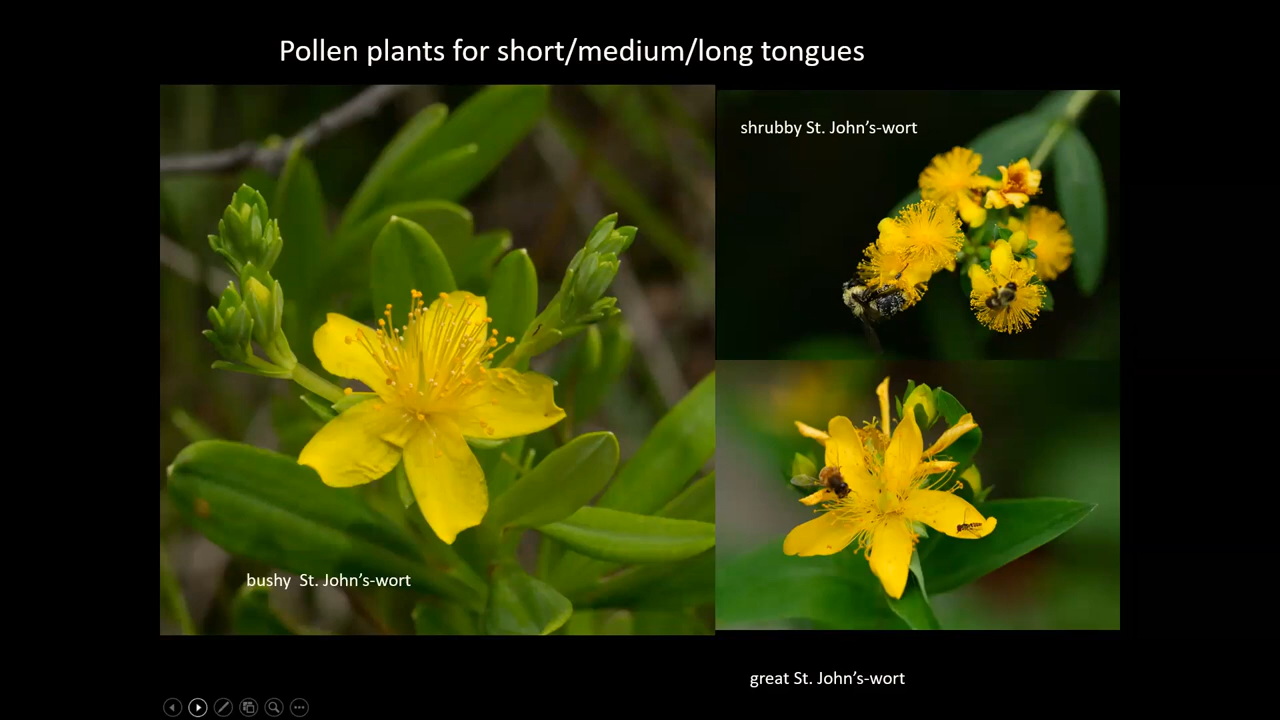 Pollen plants for short/medium/long tongues
shrubby St. John’s-wort
bushy  St. John’s-wort
great St. John’s-wort